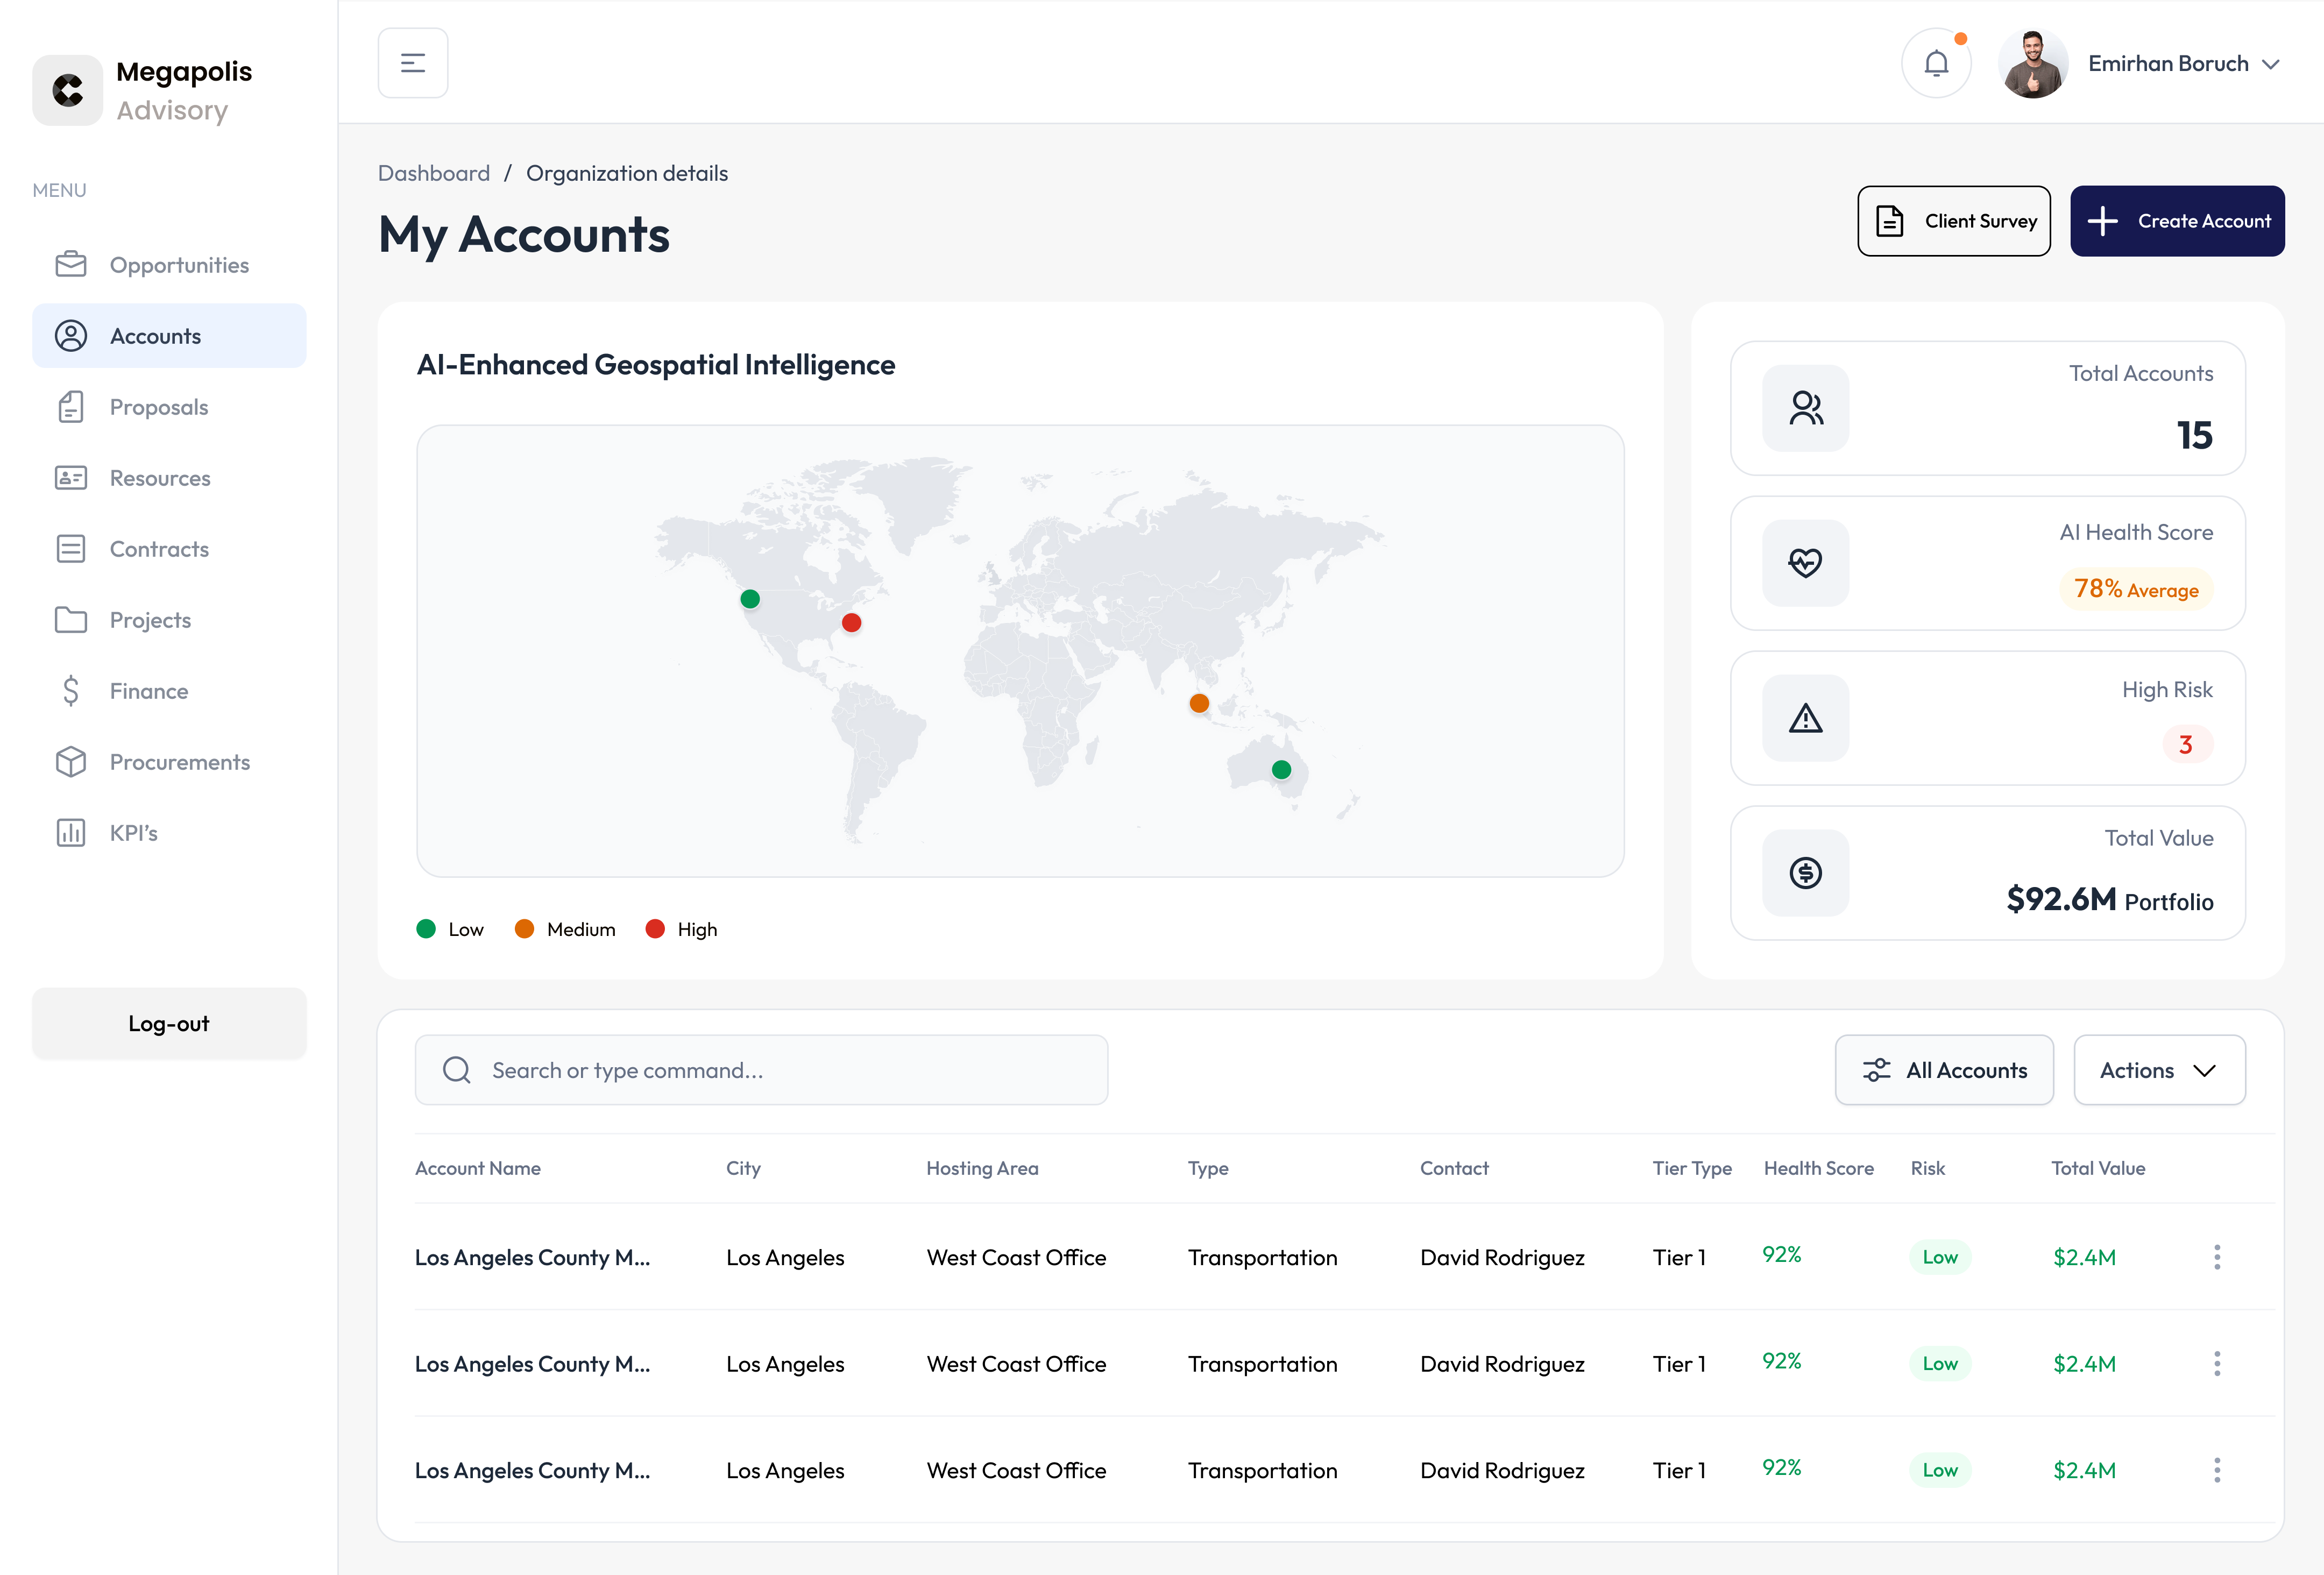 Megapolis
Advisory
MENU
Opportunities
Accounts
Proposals
Resources
Contracts
Projects
Finance
Procurements
KPI's
Log-out
Emirhan Boruch
Dashboard / Organization details
My Accounts
Client Survey
Create Account
AI-Enhanced Geospatial Intelligence
Low Medium High
Total Accounts
15
AI Health Score
78% Average
High Risk
3
Total Value
$92.6M Portfolio
Search or type command...
All Accounts
Actions
Account Name City Hosting Area Type Contact Tier Type Health Score Risk Total Value
Los Angeles County M... Los Angeles West Coast Office Transportation David Rodriguez Tier 1 92% Low $2.4M
Los Angeles County M... Los Angeles West Coast Office Transportation David Rodriguez Tier 1 92% Low $2.4M
Los Angeles County M... Los Angeles West Coast Office Transportation David Rodriguez Tier 1 92% Low $2.4M